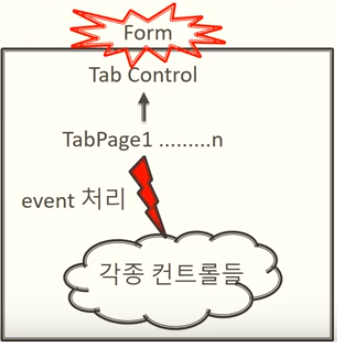 Form
Tab Control
TabPage1 .........n
event 처리
각종 컨트롤들